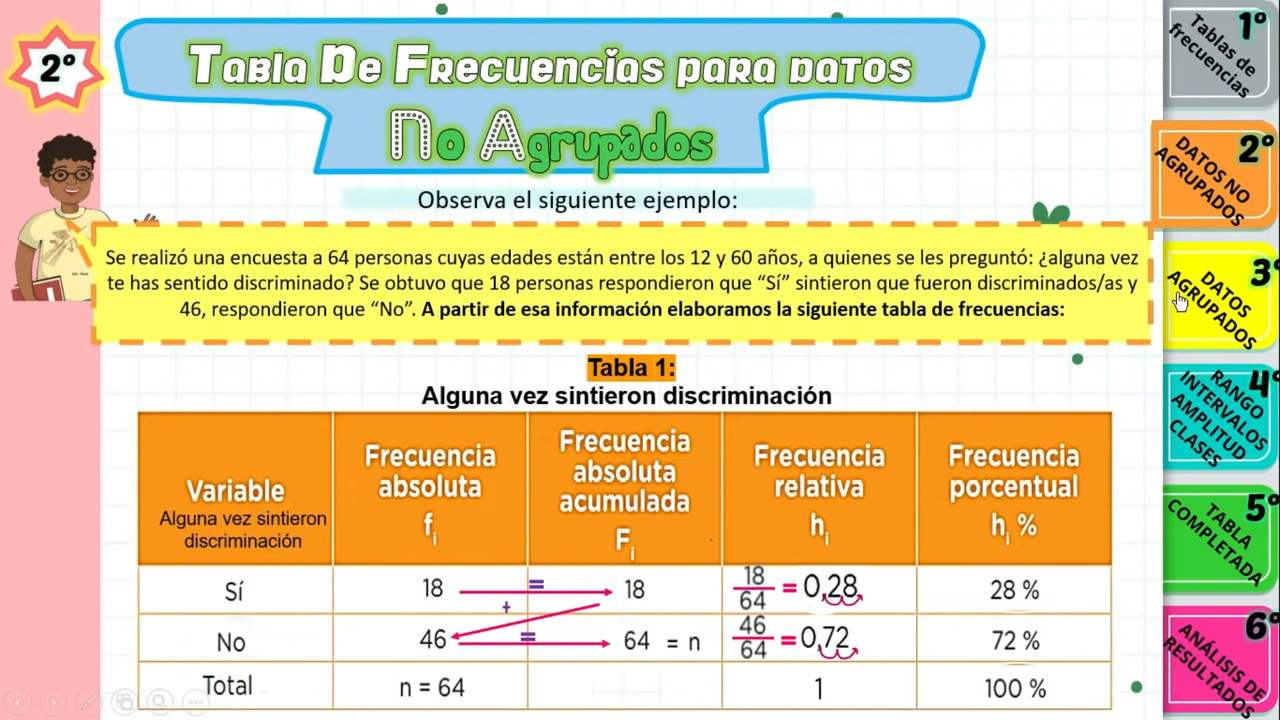 2°
Tabla De Frecuencias para datos
No Agrupados
Observa el siguiente ejemplo:
Se realizó una encuesta a 64 personas cuyas edades están entre los 12 y 60 años, a quienes se les preguntó: ¿alguna vez
te has sentido discriminado? Se obtuvo que 18 personas respondieron que “Sí” sintieron que fueron discriminados/as y
46, respondieron que “No”. A partir de esa información elaboramos la siguiente tabla de frecuencias:
Tabla 1:
Alguna vez sintieron discriminación
Variable
Alguna vez sintieron
discriminación
Frecuencia
absoluta
fi
Frecuencia
absoluta
acumulada
Fi
Frecuencia
relativa
hi
Frecuencia
porcentual
hi %
Sí 18 = 18 18/64 = 0,28 28 %
+
No 46 = 64 = n 46/64 = 0,72 72 %
Total n = 64 1 100 %
1°
Tablas de
frecuencias
2°
DATOS NO
AGRUPADOS
3°
DATOS
AGRUPADOS
4°
RANGO
INTERVALOS
AMPLITUD
CLASES
5°
TABLA
COMPLETADA
6°
ANÁLISIS DE
RESULTADOS